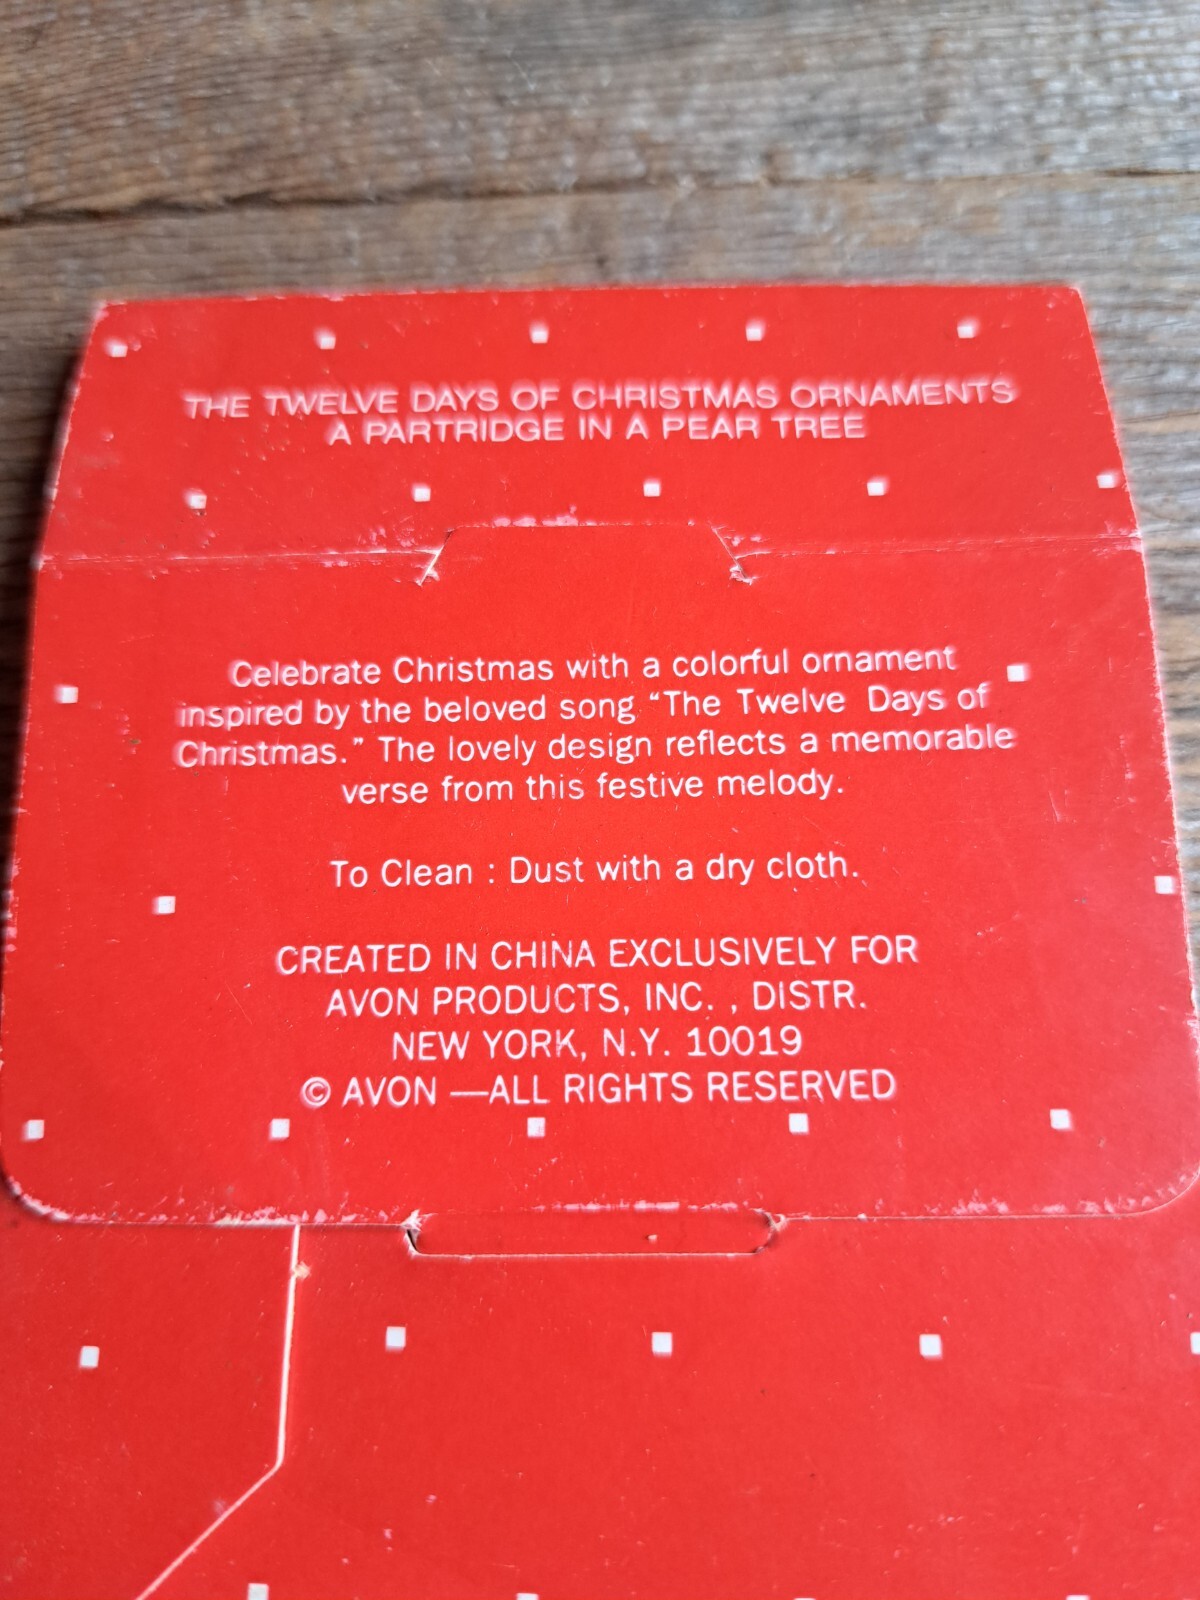 THE TWELVE DAYS OF CHRISTMAS ORNAMENTS
A PARTRIDGE IN A PEAR TREE
Celebrate Christmas with a colorful ornament
inspired by the beloved song “The Twelve Days of
Christmas.” The lovely design reflects a memorable
verse from this festive melody.
To Clean : Dust with a dry cloth.
CREATED IN CHINA EXCLUSIVELY FOR
AVON PRODUCTS, INC. , DISTR.
NEW YORK, N.Y. 10019
© AVON —ALL RIGHTS RESERVED